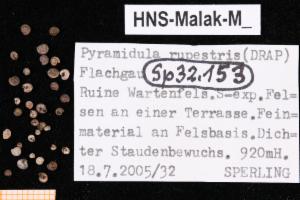 HNS-Malak-M_
Pyramidula rupestris(DRAP)
Flachgau Sp32.153
Ruine Wartenfels.S=exp.Fel=
sen an einer Terrasse.Fein=
material an Felsbasis.Dich=
ter Staudenbewuchs. 920mH.
18.7.2005/32 SPERLING